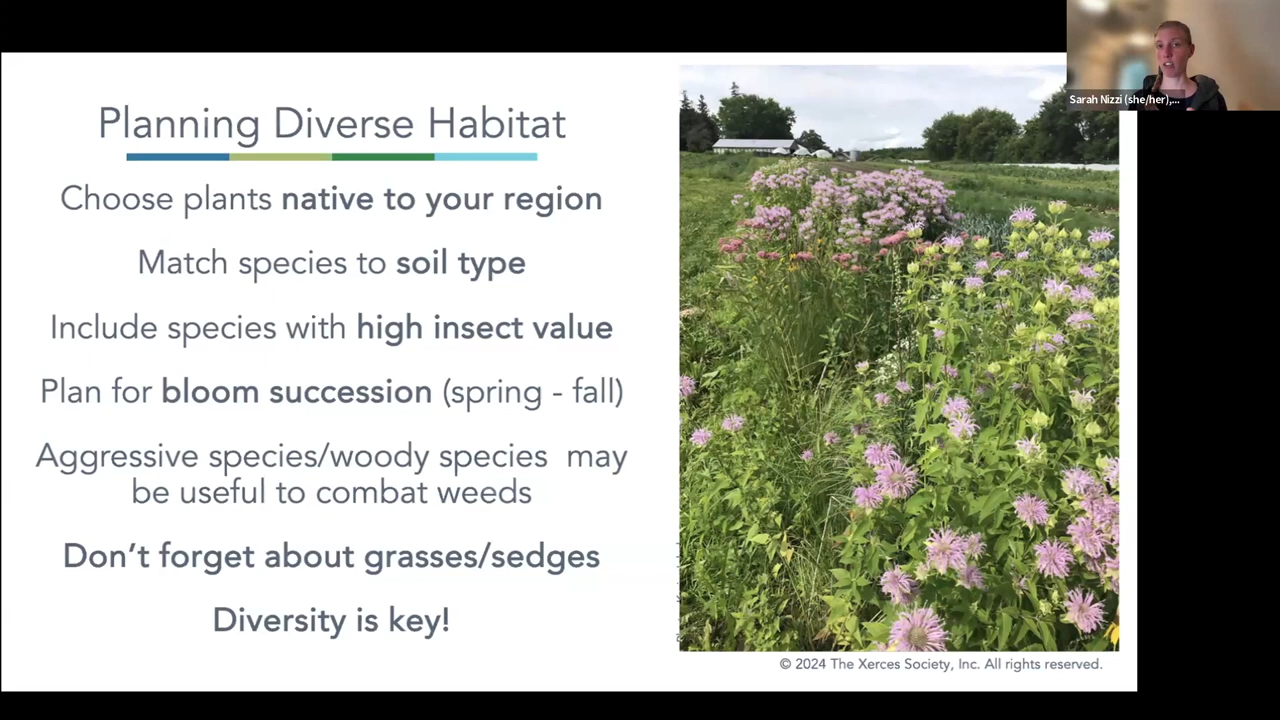 Planning Diverse Habitat
Choose plants native to your region
Match species to soil type
Include species with high insect value
Plan for bloom succession (spring - fall)
Aggressive species/woody species may
be useful to combat weeds
Don't forget about grasses/sedges
Diversity is key!
© 2024 The Xerces Society, Inc. All rights reserved.
Sarah Nizzi (she/her),...